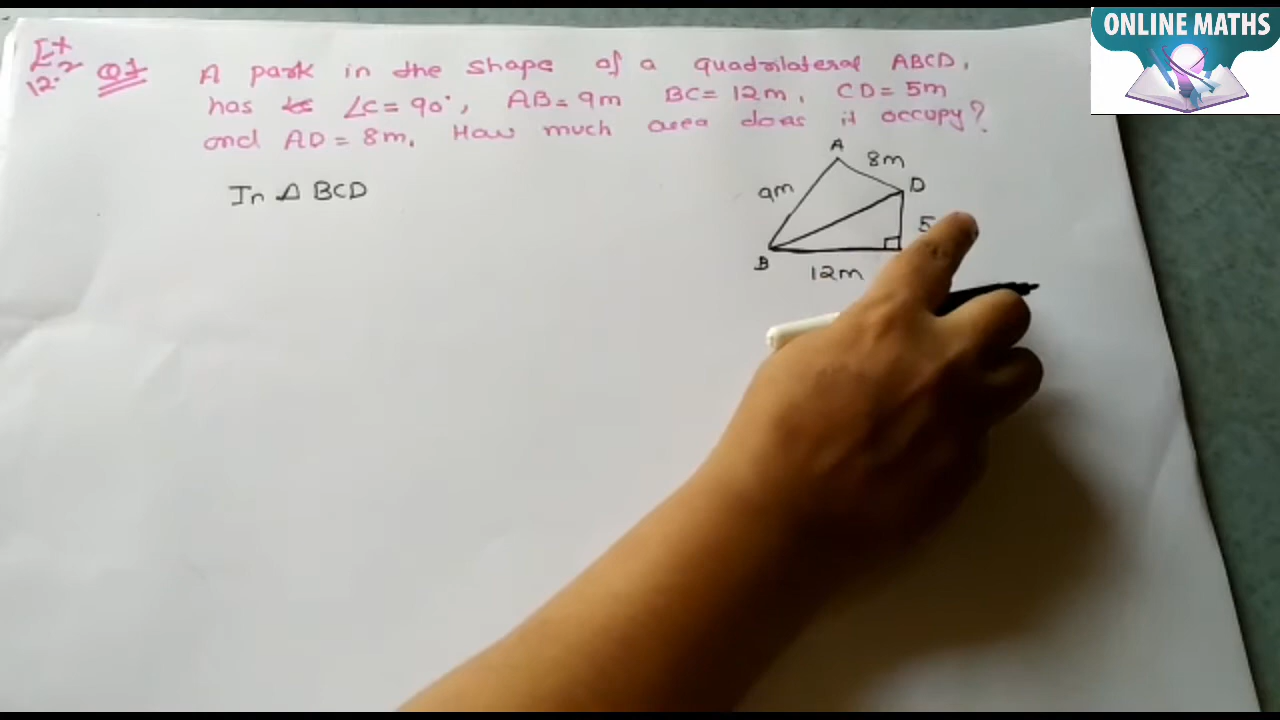 ONLINE MATHS
Ex
12.2 Q1 A park in the shape of a quadrilateral ABCD,
has ∠C = 90°, AB = 9m BC = 12m, CD = 5m
and AD = 8m. How much area does it occupy?
In Δ BCD
A
8m
9m
D
5
B
12m